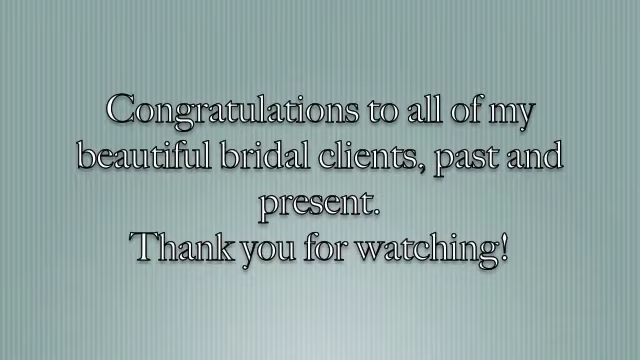 Congratulations to all of my
beautiful bridal clients, past and
present.
Thank you for watching!